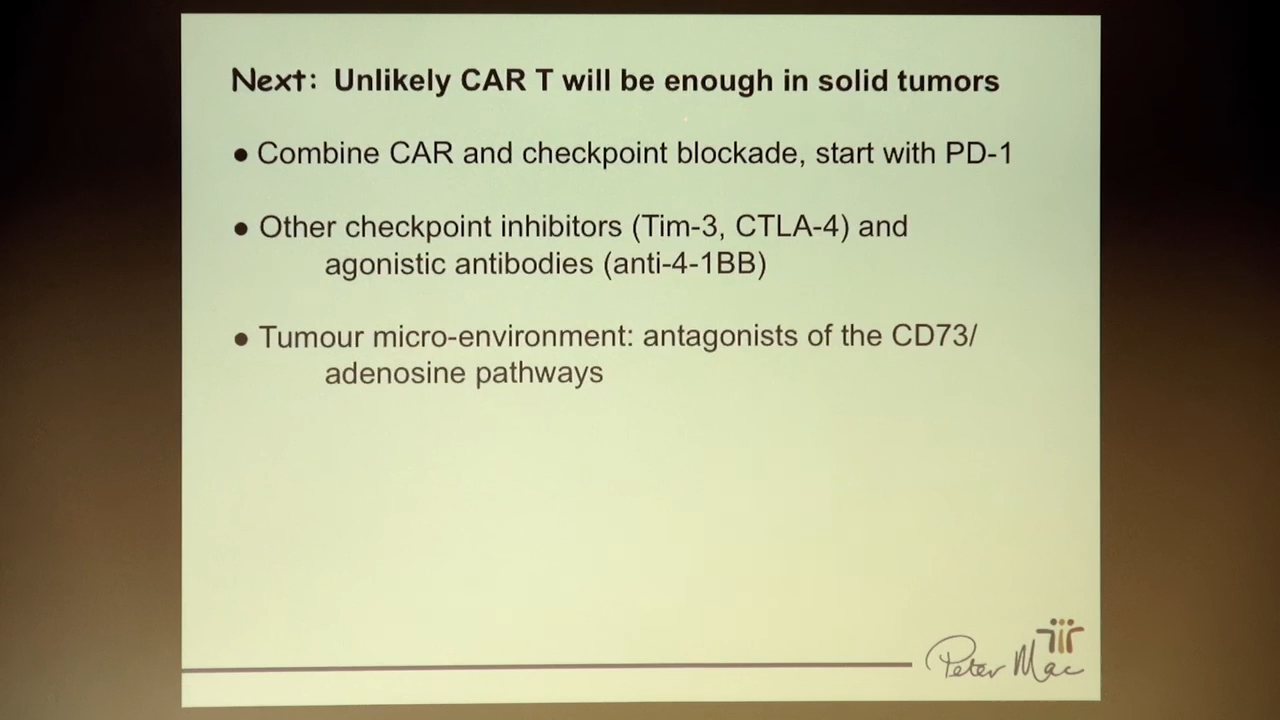 Next: Unlikely CAR T will be enough in solid tumors
● Combine CAR and checkpoint blockade, start with PD-1
● Other checkpoint inhibitors (Tim-3, CTLA-4) and
agonistic antibodies (anti-4-1BB)
● Tumour micro-environment: antagonists of the CD73/
adenosine pathways
Peter Mac